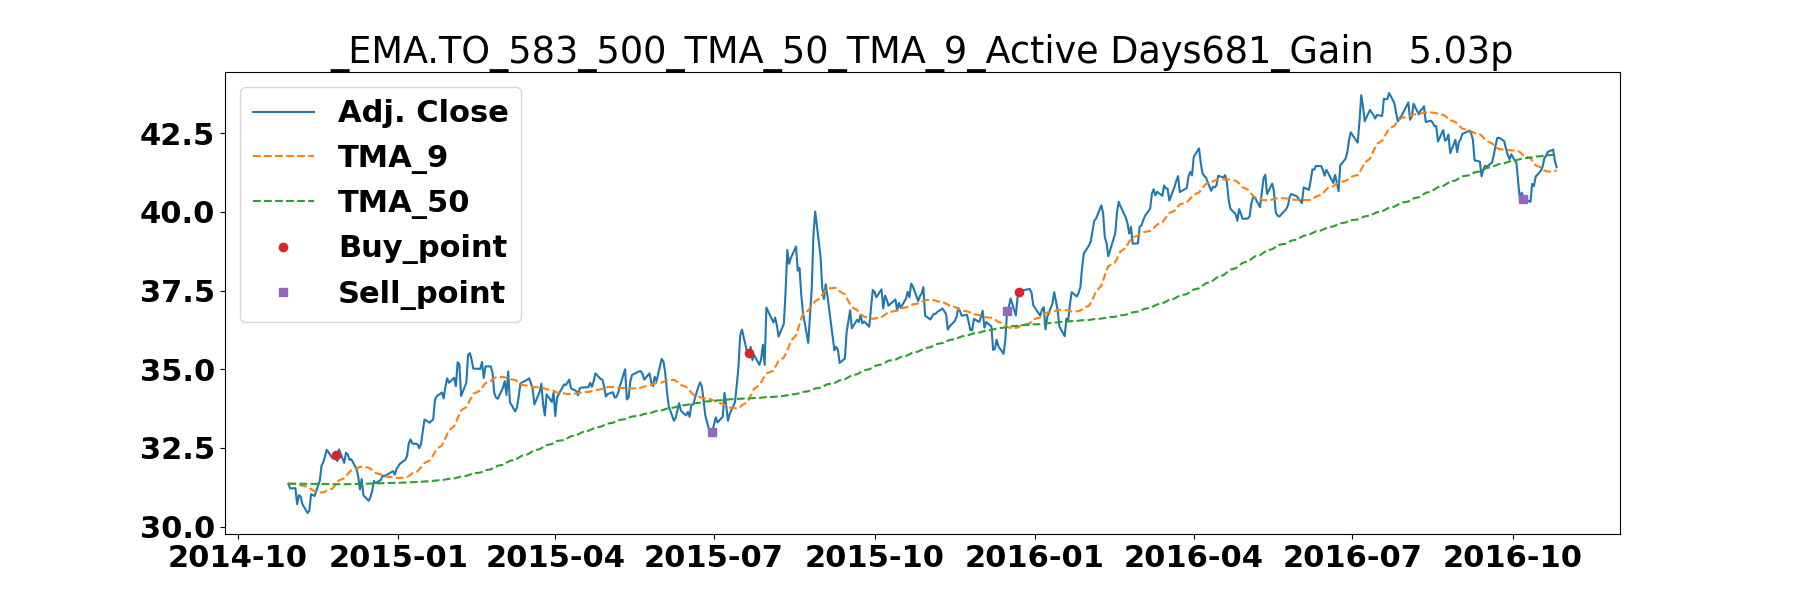 _EMA.TO_583_500_TMA_50_TMA_9_Active Days681_Gain   5.03p
Adj. Close
TMA_9
TMA_50
Buy_point
Sell_point
42.5
40.0
37.5
35.0
32.5
30.0
2014-10 2015-01 2015-04 2015-07 2015-10 2016-01 2016-04 2016-07 2016-10